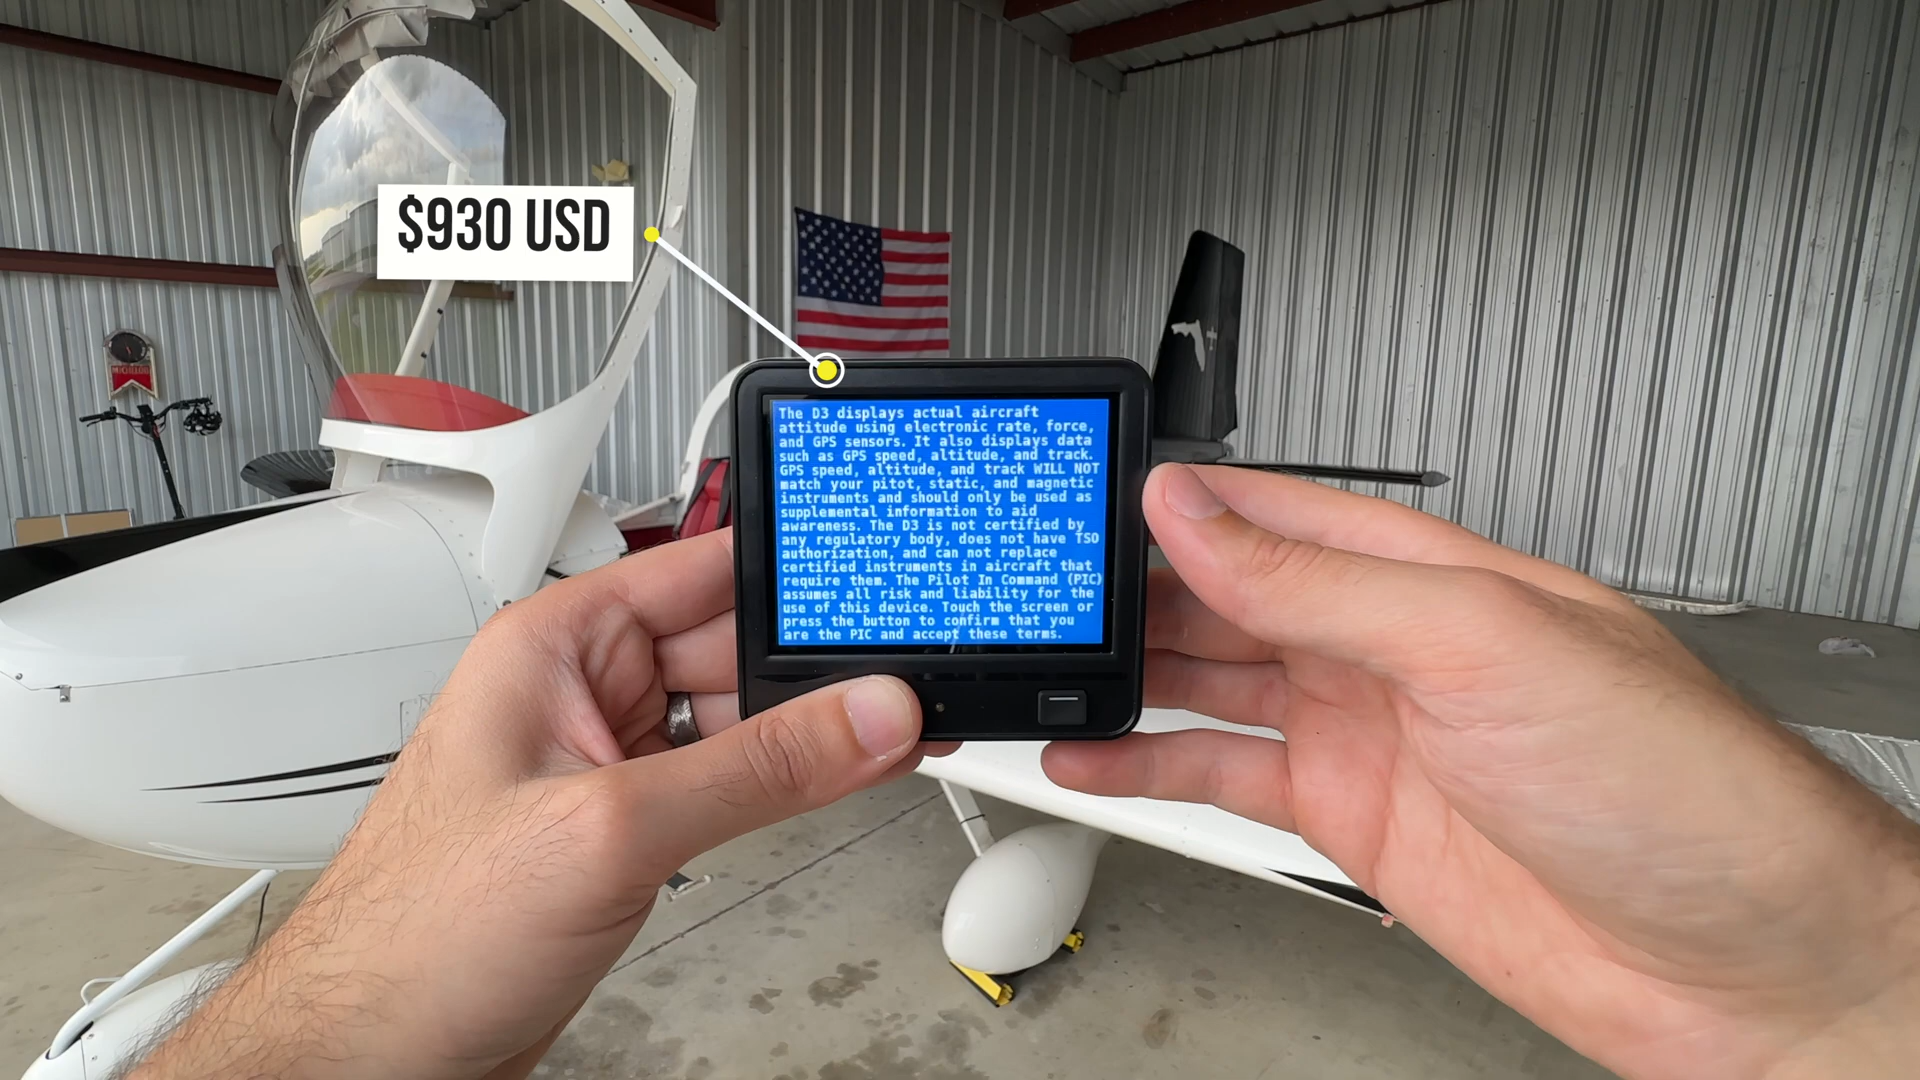 $930 USD
The D3 displays actual aircraft
attitude using electronic rate, force,
and GPS sensors. It also displays data
such as GPS speed, altitude, and track.
GPS speed, altitude, and track WILL NOT
match your pitot, static, and magnetic
instruments and should only be used as
supplemental information to aid
awareness. The D3 is not certified by
any regulatory body, does not have TSO
authorization, and can not replace
certified instruments in aircraft that
require them. The Pilot In Command (PIC)
assumes all risk and liability for the
use of this device. Touch the screen or
press the button to confirm that you
are the PIC and accept these terms.